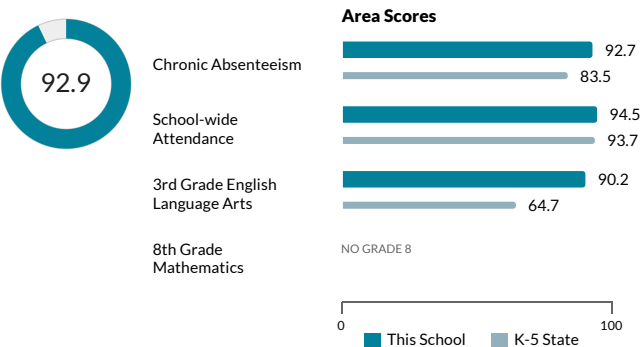 Area Scores
92.9
Chronic Absenteeism
92.7
83.5
School-wide
Attendance
94.5
93.7
3rd Grade English
Language Arts
90.2
64.7
8th Grade
Mathematics
NO GRADE 8
0
100
This School
K-5 State